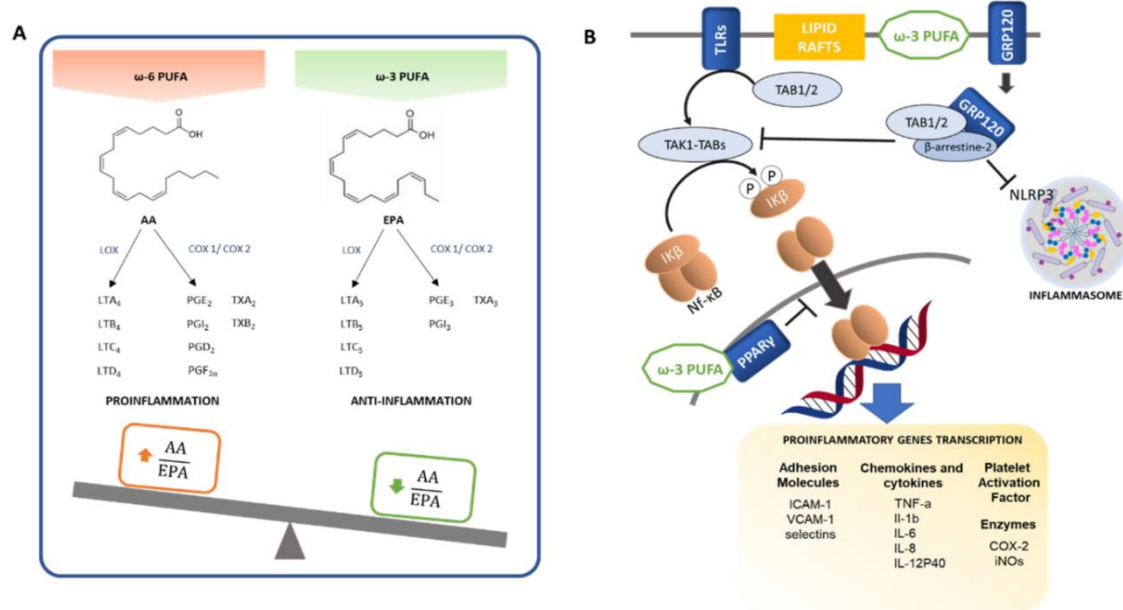 A
ω-6 PUFA
ω-3 PUFA
O
OH
O
OH
AA
EPA
LOX
COX 1/ COX 2
LOX
COX 1/ COX 2
LTA4
PGE2
TXA2
LTA5
PGE3
TXA3
LTB4
PGI2
TXB2
LTB5
PGI3
LTC4
PGD2
LTC5
LTD4
PGF2α
LTD5
PROINFLAMMATION
ANTI-INFLAMMATION
AA
EPA
AA
EPA
B
TLRs
LIPID
RAFTS
ω-3 PUFA
GRP120
TAB1/2
TAB1/2
GRP120
β-arrestine-2
TAK1-TABs
P
P
IKβ
NLRP3
IKβ
Nf-κB
INFLAMMASOME
PPARγ
ω-3 PUFA
PROINFLAMMATORY GENES TRANSCRIPTION
Adhesion
Molecules
ICAM-1
VCAM-1
selectins
Chemokines and
cytokines
TNF-a
Il-1b
IL-6
IL-8
IL-12P40
Platelet
Activation
Factor
Enzymes
COX-2
iNOs